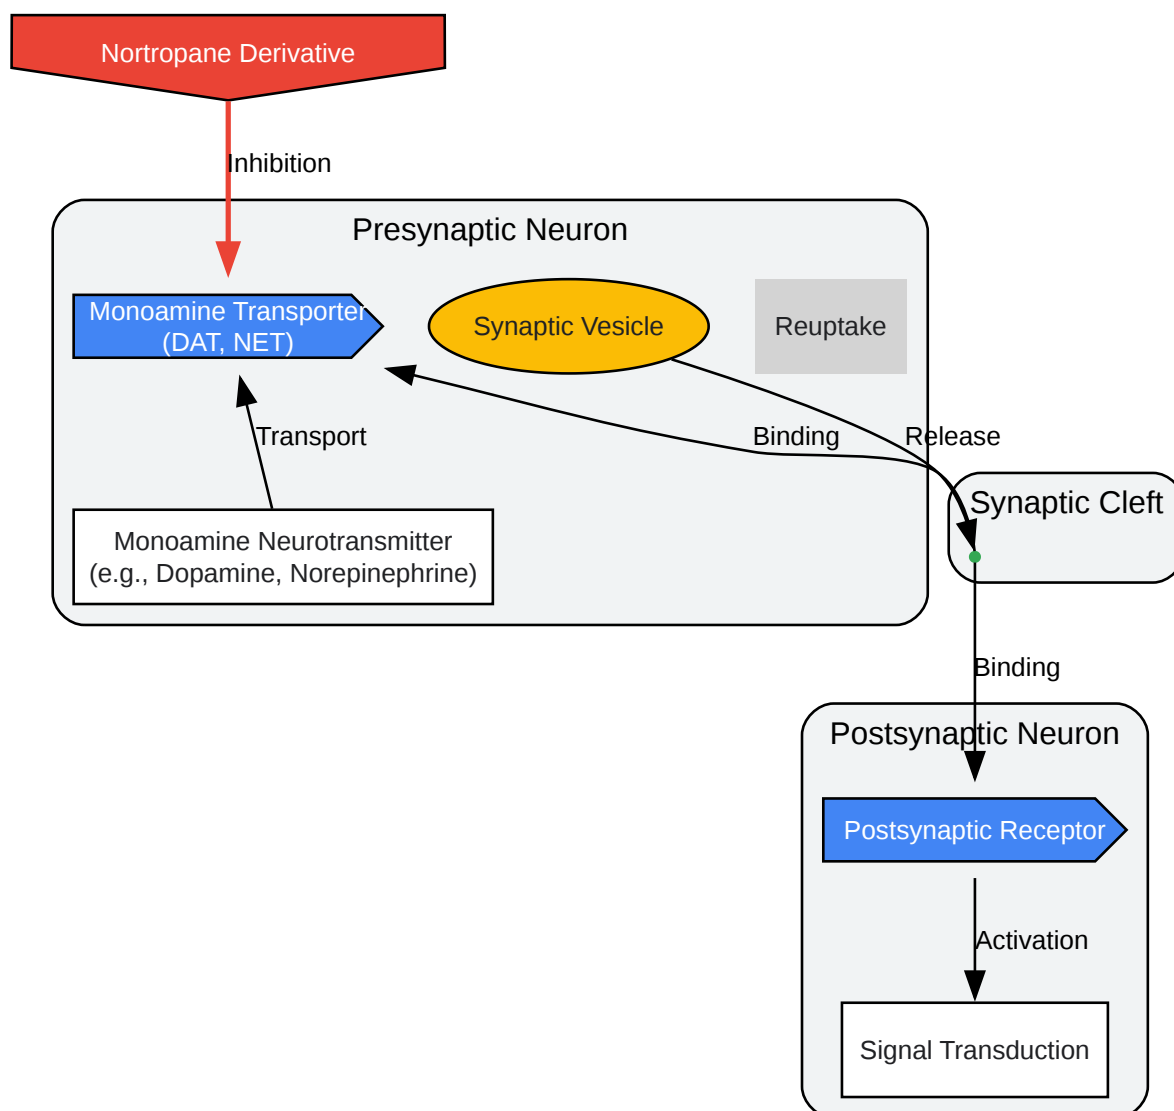 Nortropane Derivative
Inhibition
Presynaptic Neuron
Monoamine Transporter
(DAT, NET)
Synaptic Vesicle
Reuptake
Transport
Binding
Release
Synaptic Cleft
Monoamine Neurotransmitter
(e.g., Dopamine, Norepinephrine)
Binding
Postsynaptic Neuron
Postsynaptic Receptor
Activation
Signal Transduction